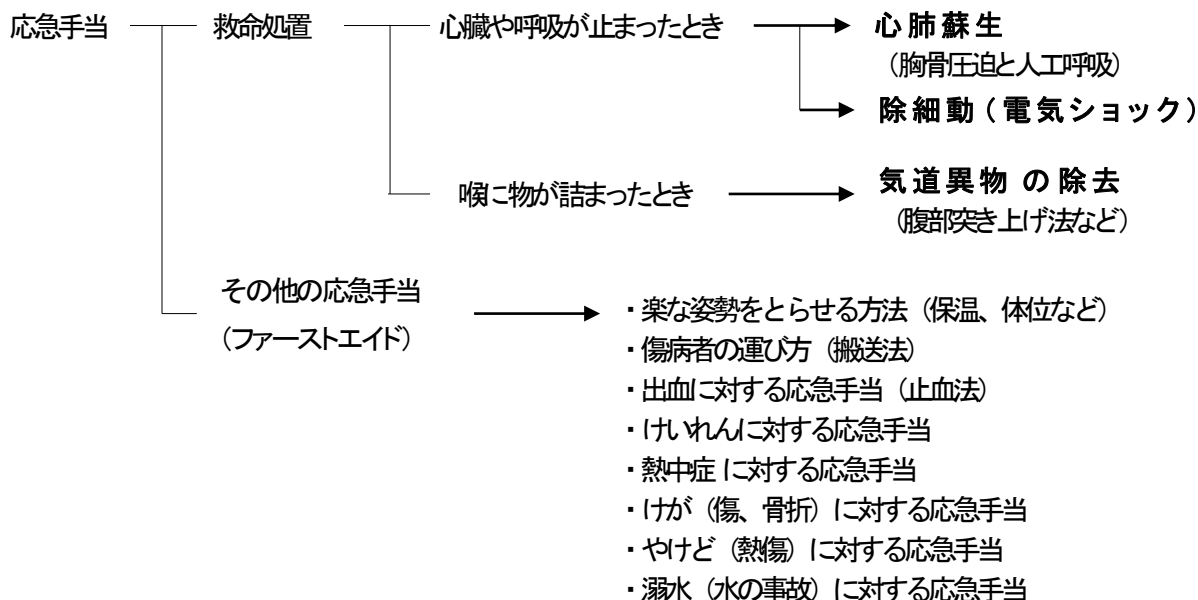 応急手当 救命処置 心臓や呼吸が止まったとき 心肺蘇生
（胸骨圧迫と人工呼吸）
除細動（電気ショック）
喉に物が詰まったとき 気道異物 の除去
（腹部突き上げ法など）
その他の応急手当
（ファーストエイド）
・楽な姿勢をとらせる方法（保温、体位など）
・傷病者の運び方（搬送法）
・出血に対する応急手当（止血法）
・けいれんに対する応急手当
・熱中症 に対する応急手当
・けが（傷、骨折）に対する応急手当
・やけど（熱傷）に対する応急手当
・溺水（水の事故）に対する応急手当